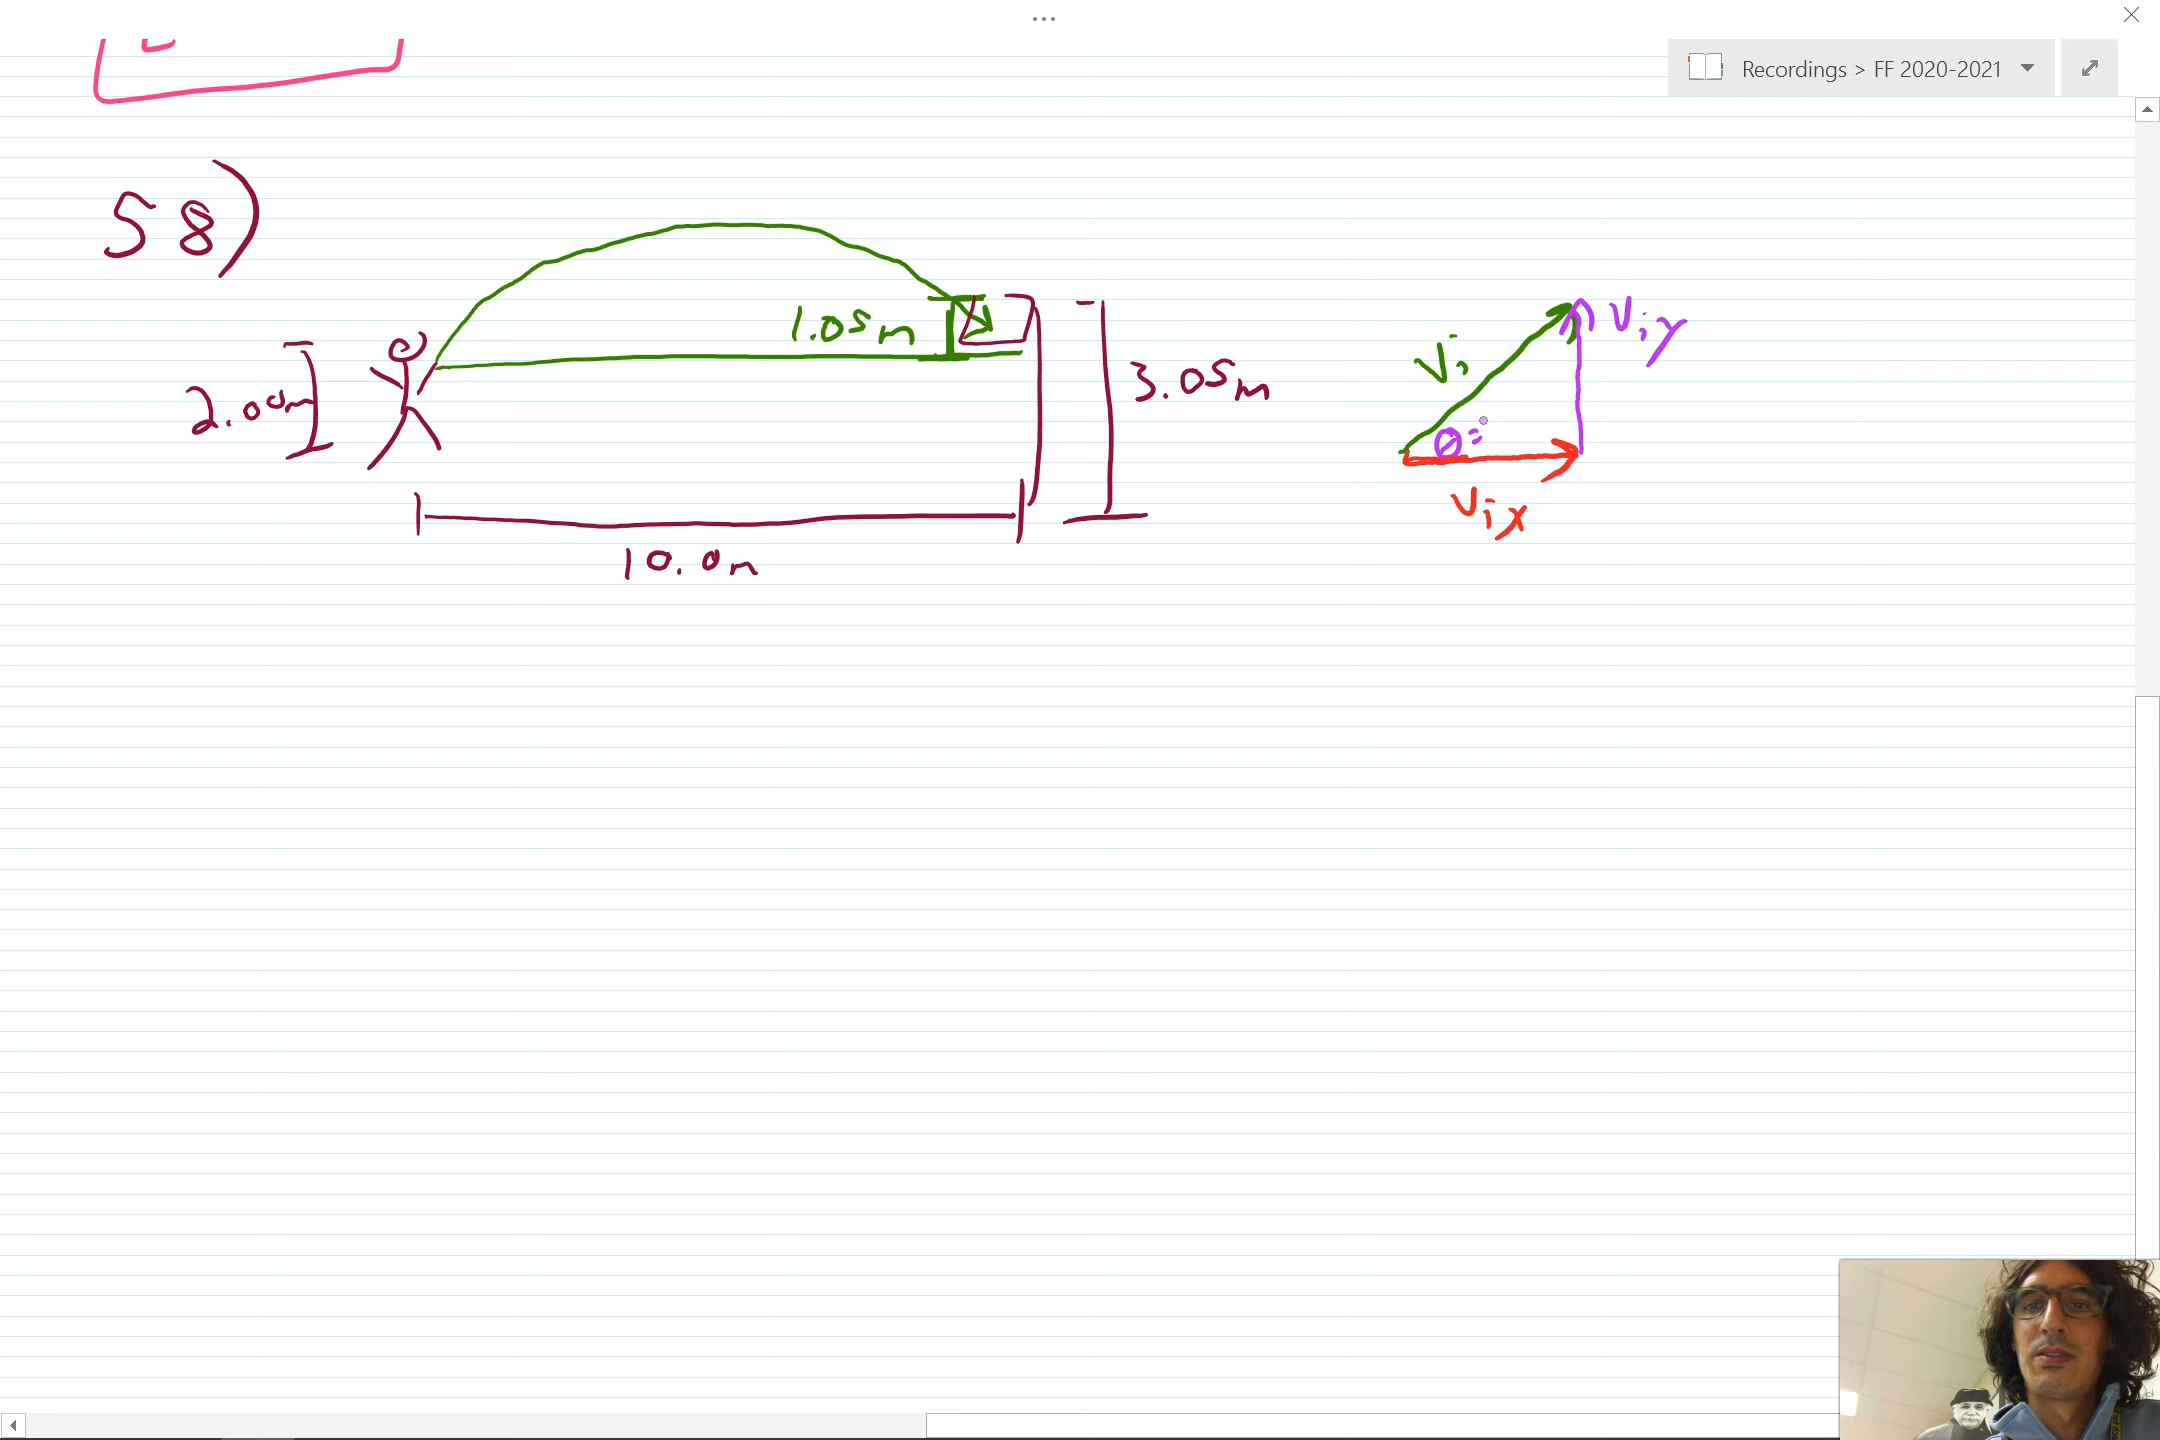 ...
Recordings > FF 2020-2021
58)
1.05m
2.00m
3.05m
10.0m
Vi
Viy
θ=
Vix